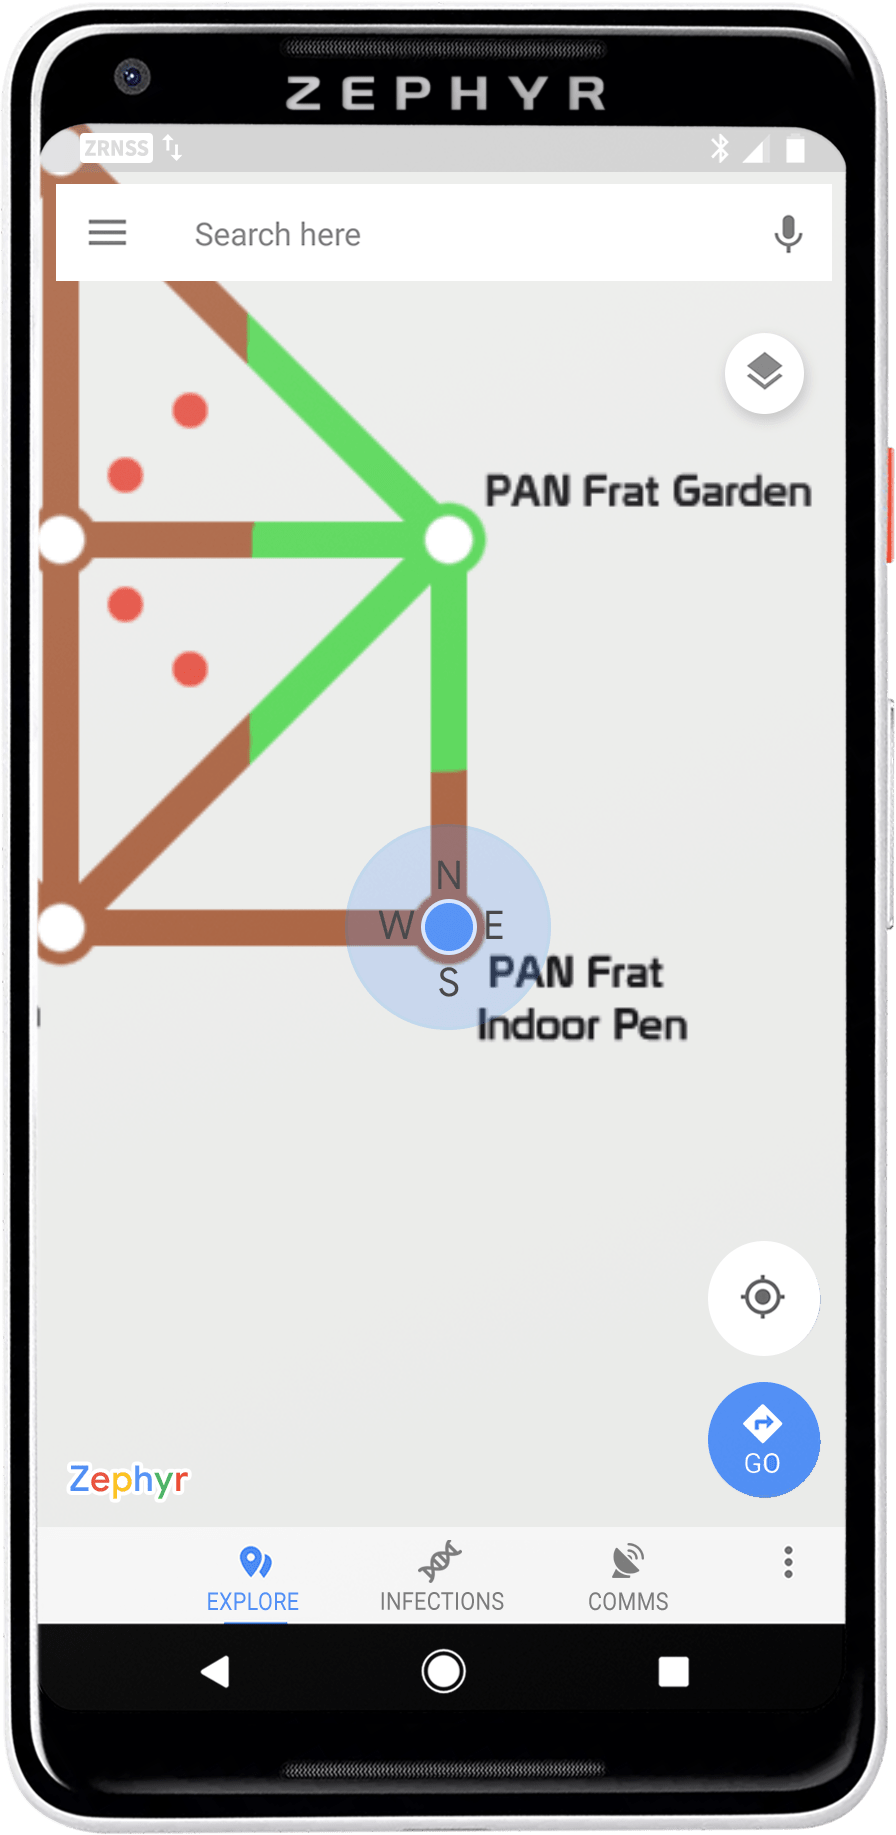 ZEPHYR
ZRNSS
Search here
PAN Frat Garden
N
W
E
S
PAN Frat
Indoor Pen
GO
Zephyr
EXPLORE
INFECTIONS
COMMS